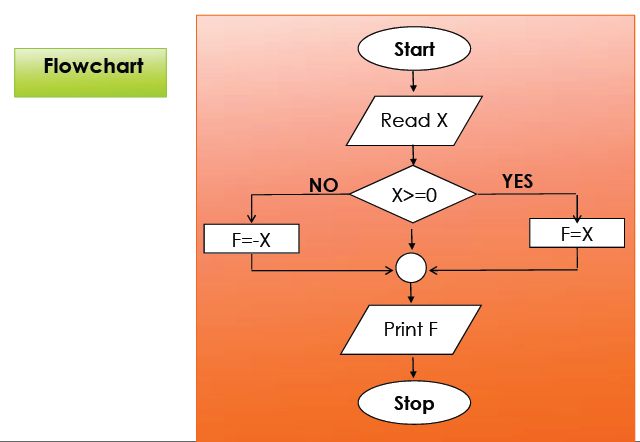 Flowchart
Start
Read X
NO
YES
X>=0
F=-X
F=X
Print F
Stop